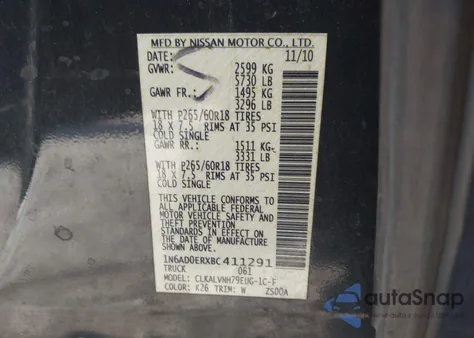 MFD BY NISSAN MOTOR CO., LTD.
DATE: 11/10
GVWR: 2599 KG
5730 LB
GAWR FR: 1495 KG
3296 LB
WITH P265/60R18 TIRES
18 X 7.5 RIMS AT 35 PSI
COLD SINGLE
GAWR RR: 1511 KG
3331 LB
WITH P265/60R18 TIRES
18 X 7.5 RIMS AT 35 PSI
COLD SINGLE
THIS VEHICLE CONFORMS TO ALL
APPLICABLE U.S. FEDERAL
MOTOR VEHICLE SAFETY AND
THEFT PREVENTION STANDARDS
IN EFFECT ON THE DATE OF
MANUFACTURE SHOWN ABOVE.
1N6AD0ERXBC411291
TRUCK 061
CLKALVNH79EUG-1C-F
COLOR: K26 TRIM: W ZS00A
autoSnap